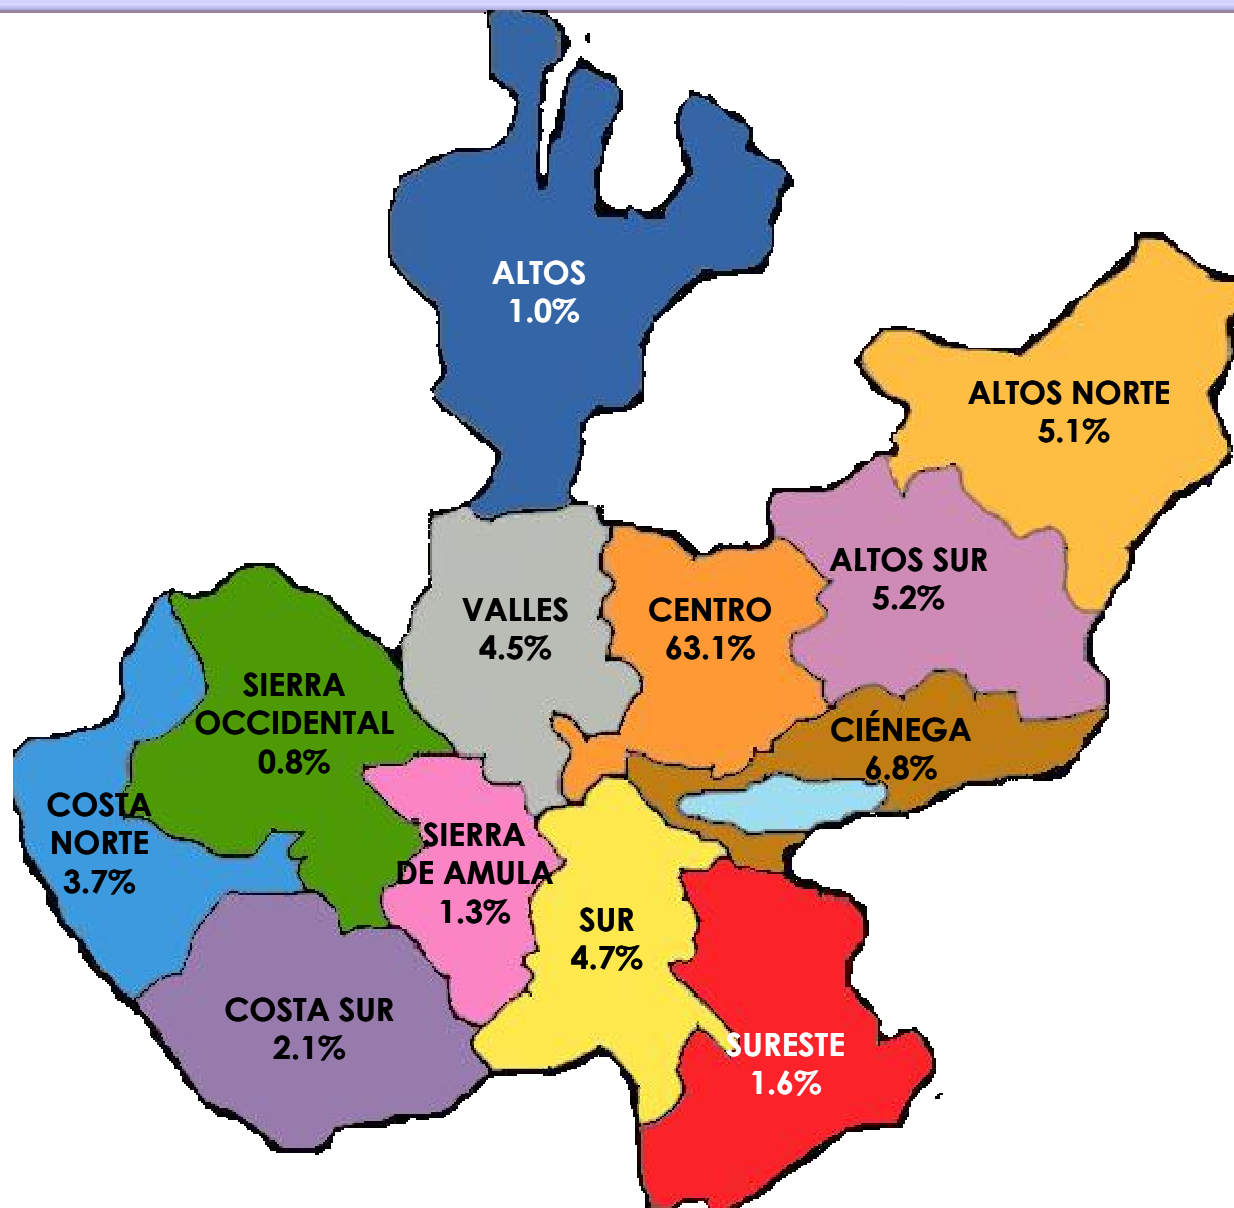 ALTOS
1.0%
ALTOS NORTE
5.1%
ALTOS SUR
5.2%
VALLES
4.5%
CENTRO
63.1%
SIERRA
OCCIDENTAL
0.8%
CIÉNEGA
6.8%
COSTA
NORTE
3.7%
SIERRA
DE AMULA
1.3%
SUR
4.7%
COSTA SUR
2.1%
SURESTE
1.6%